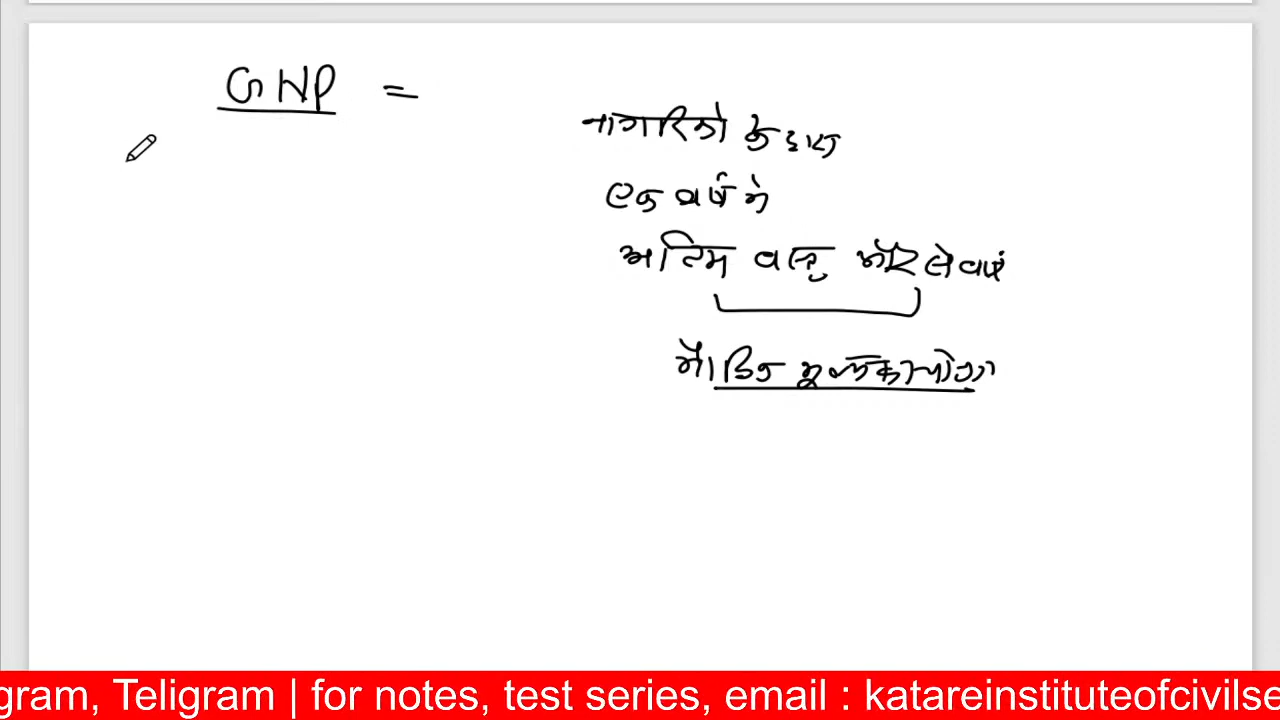 GNP =
नागरिको के द्वारा
एक वर्ष मे
अंतिम वस्तु और सेवाएं
मौद्रिक मूल्य का योग
gram, Teligram | for notes, test series, email : katareinstituteofcivilse